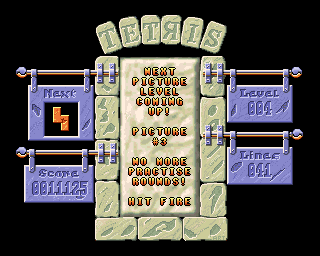 TETRIS
NEXT
PICTURE
LEVEL
COMING
UP!
PICTURE
#3
NO MORE
PRACTISE
ROUNDS!
HIT FIRE
Next
Score
0011125
Level
004
Lines
041